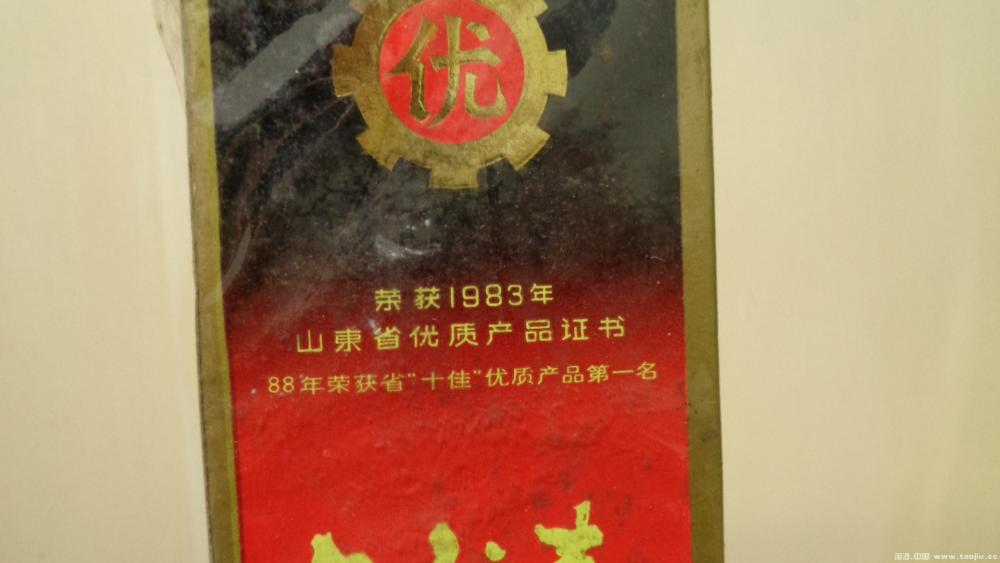 优
荣获1983年
山東省优质产品证书
88年荣获省"十佳"优质产品第一名
淘酒.中国 www.taojiu.cc